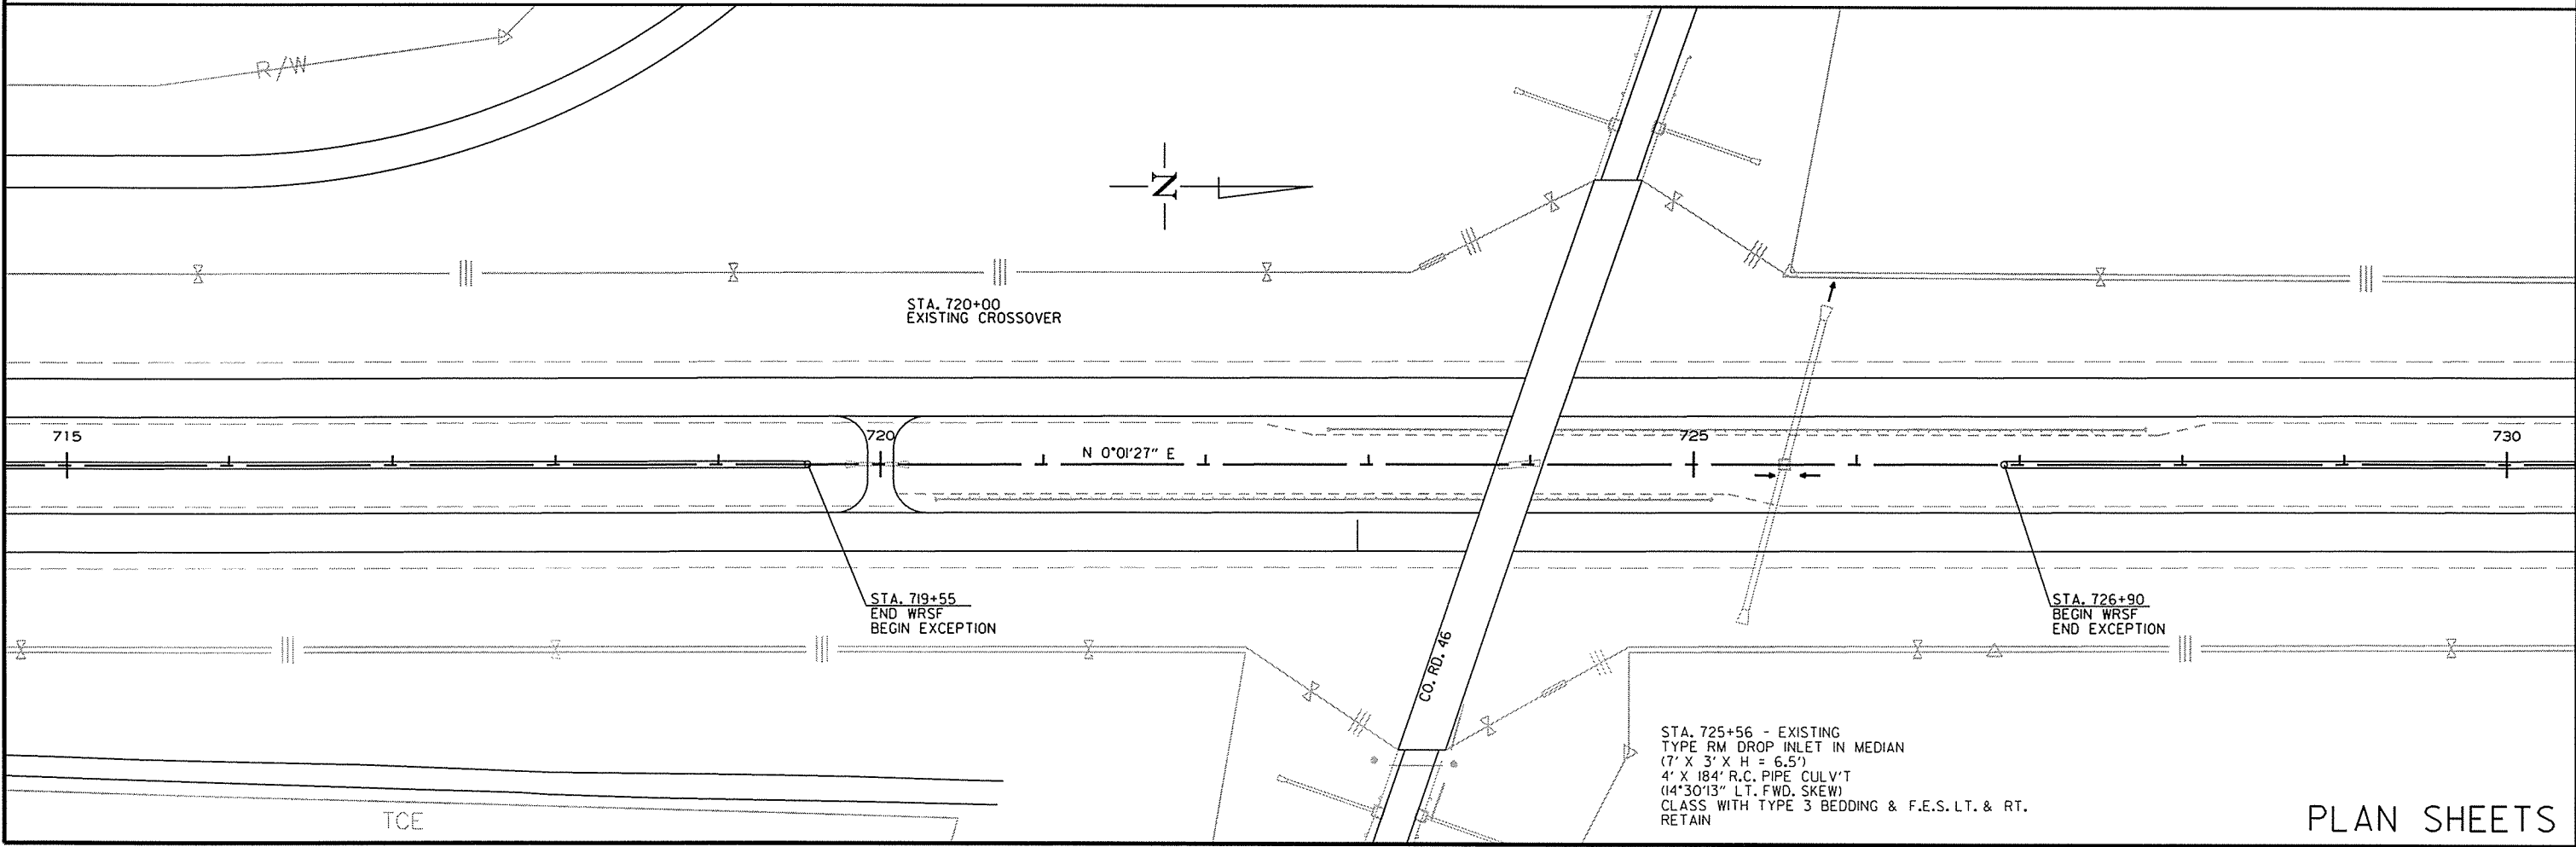 R/W
N
STA. 720+00
EXISTING CROSSOVER
715
720
725
730
N 0°01'27" E
STA. 719+55
END WRSF
BEGIN EXCEPTION
STA. 726+90
BEGIN WRSF
END EXCEPTION
CO. RD. 46
STA. 725+56 - EXISTING
TYPE RM DROP INLET IN MEDIAN
(7' X 3' X H = 6.5')
4' X 184' R.C. PIPE CULV'T
(14°30'13" LT. FWD. SKEW)
CLASS WITH TYPE 3 BEDDING & F.E.S. LT. & RT.
RETAIN
TCE
PLAN SHEETS